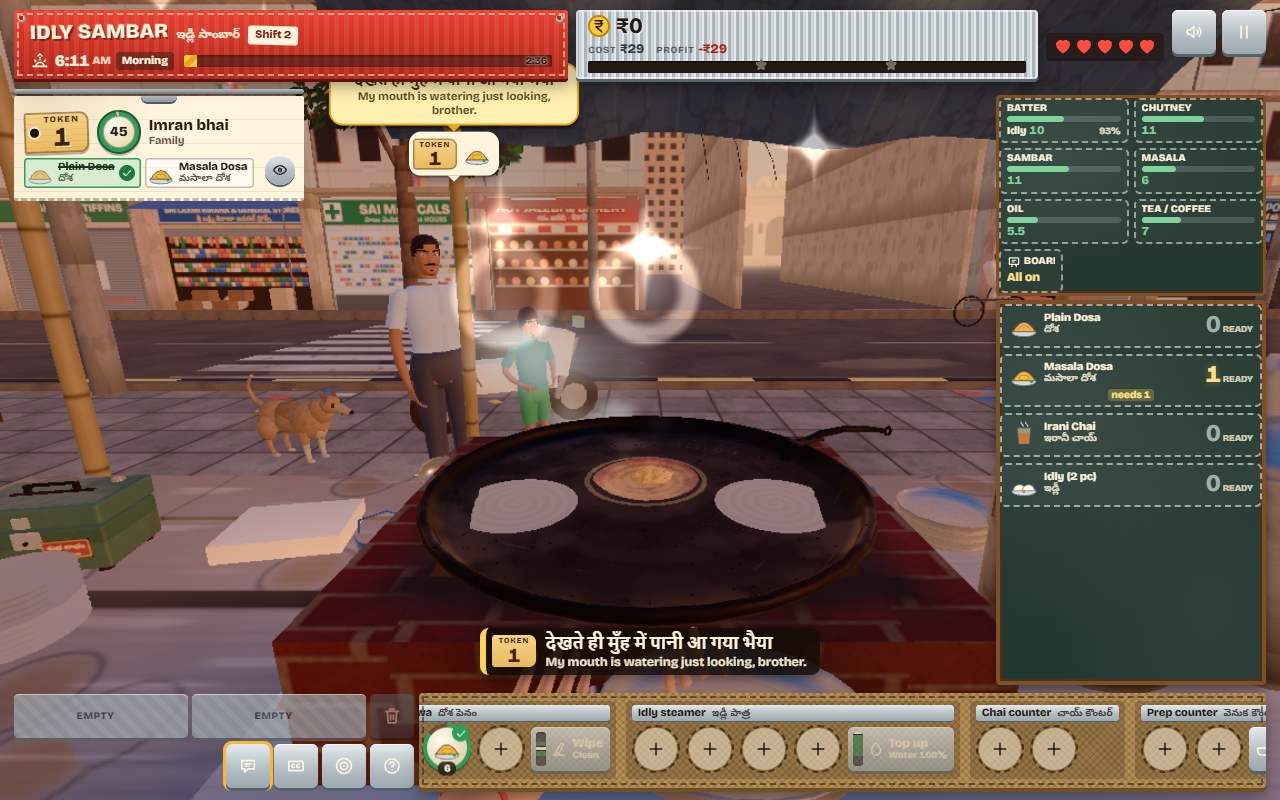 IDLY SAMBAR ఇడ్లీ సాంబార్ Shift 2
6:11 AM Morning 2:36
₹0
COST ₹29 PROFIT -₹29
TOKEN
1
45
Imran bhai
Family
Plain Dosa
దోశ
Masala Dosa
మసాలా దోశ
My mouth is watering just looking,
brother.
TOKEN
1
BATTER
Idly 10 93%
CHUTNEY
11
SAMBAR
11
MASALA
6
OIL
5.5
TEA / COFFEE
7
All on
Plain Dosa
దోశ
0 READY
Masala Dosa
మసాలా దోశ
1 READY
needs 1
Irani Chai
ఇరానీ చాయ్
0 READY
Idly (2 pc)
ఇడ్లీ
0 READY
TIFFINS
TOKEN
1
देखते ही मुँह में पानी आ गया भैया
My mouth is watering just looking, brother.
EMPTY
EMPTY
దోశ పెనం
6
Wipe
Clean
Idly steamer ఇడ్లీ పాత్ర
Top up
Water 100%
Chai counter చాయ్ కౌంటర్
Prep counter వెనుక
CC